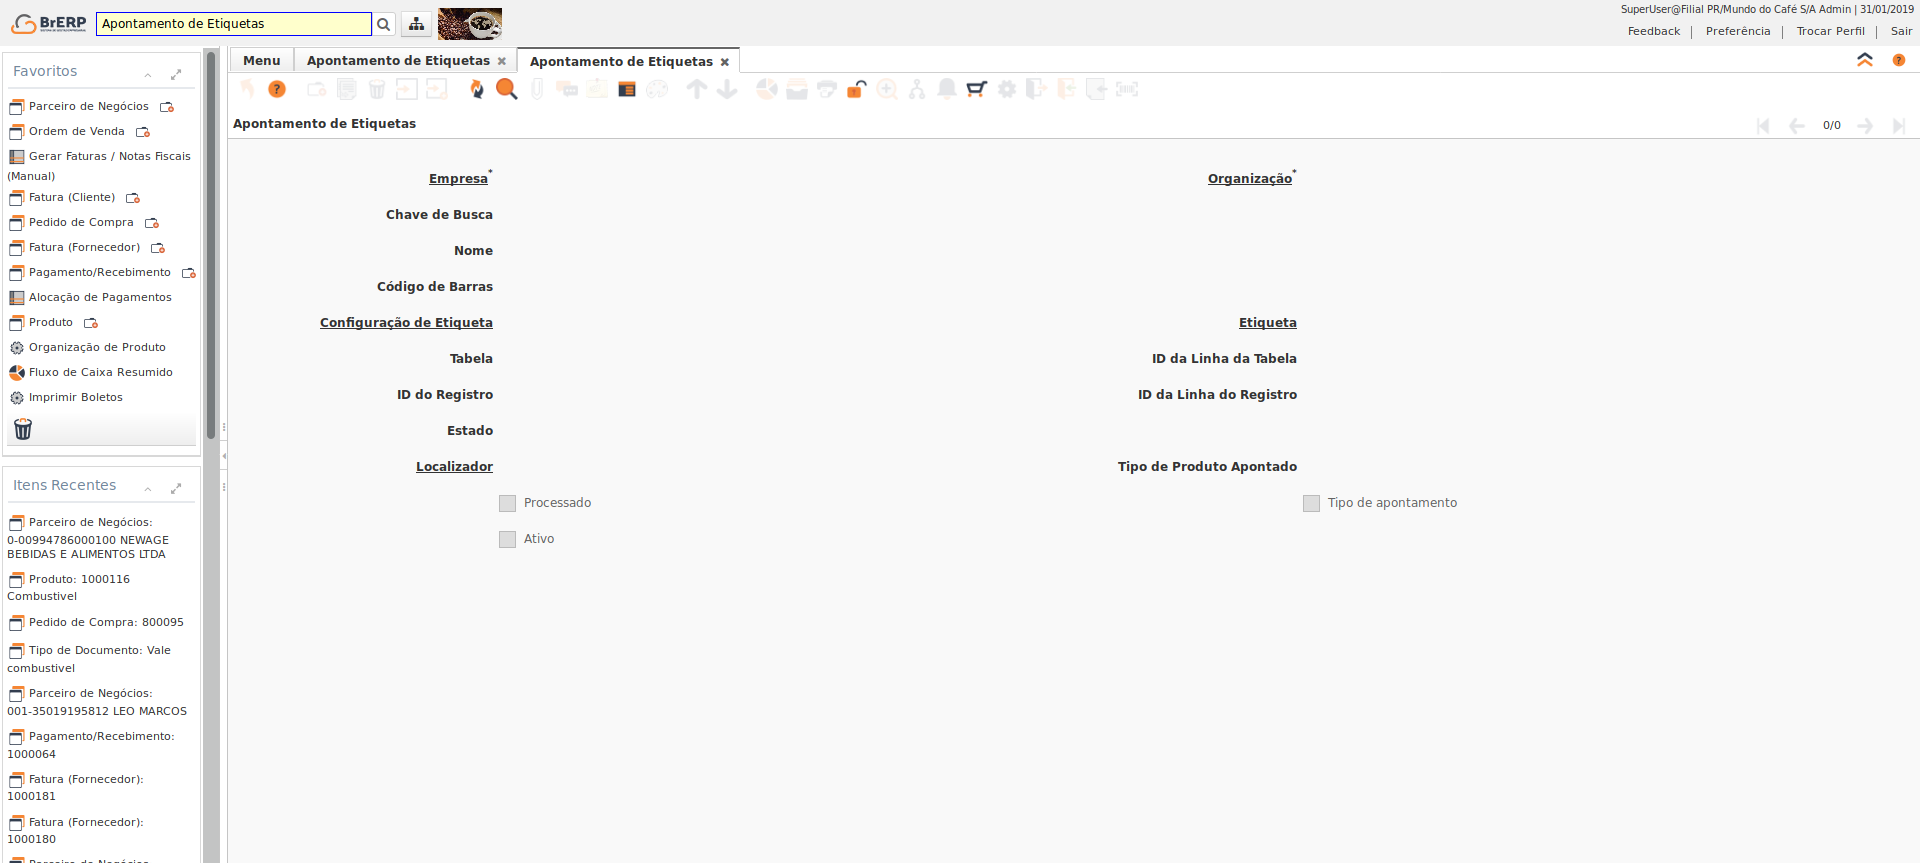 BrERP
Apontamento de Etiquetas
SuperUser@Filial PR/Mundo do Café S/A Admin | 31/01/2019
Feedback | Preferência | Trocar Perfil | Sair
Favoritos
Parceiro de Negócios
Ordem de Venda
Gerar Faturas / Notas Fiscais
(Manual)
Fatura (Cliente)
Pedido de Compra
Fatura (Fornecedor)
Pagamento/Recebimento
Alocação de Pagamentos
Produto
Organização de Produto
Fluxo de Caixa Resumido
Imprimir Boletos
Itens Recentes
Parceiro de Negócios:
0-00994786000100 NEWAGE
BEBIDAS E ALIMENTOS LTDA
Produto: 1000116
Combustivel
Pedido de Compra: 800095
Tipo de Documento: Vale
combustivel
Parceiro de Negócios:
001-35019195812 LEO MARCOS
Pagamento/Recebimento:
1000064
Fatura (Fornecedor):
1000181
Fatura (Fornecedor):
1000180
Parceiro de Negócios
Menu
Apontamento de Etiquetas
Apontamento de Etiquetas
Apontamento de Etiquetas
0/0
Empresa*
Organização*
Chave de Busca
Nome
Código de Barras
Configuração de Etiqueta
Etiqueta
Tabela
ID da Linha da Tabela
ID do Registro
ID da Linha do Registro
Estado
Localizador
Tipo de Produto Apontado
Processado
Tipo de apontamento
Ativo